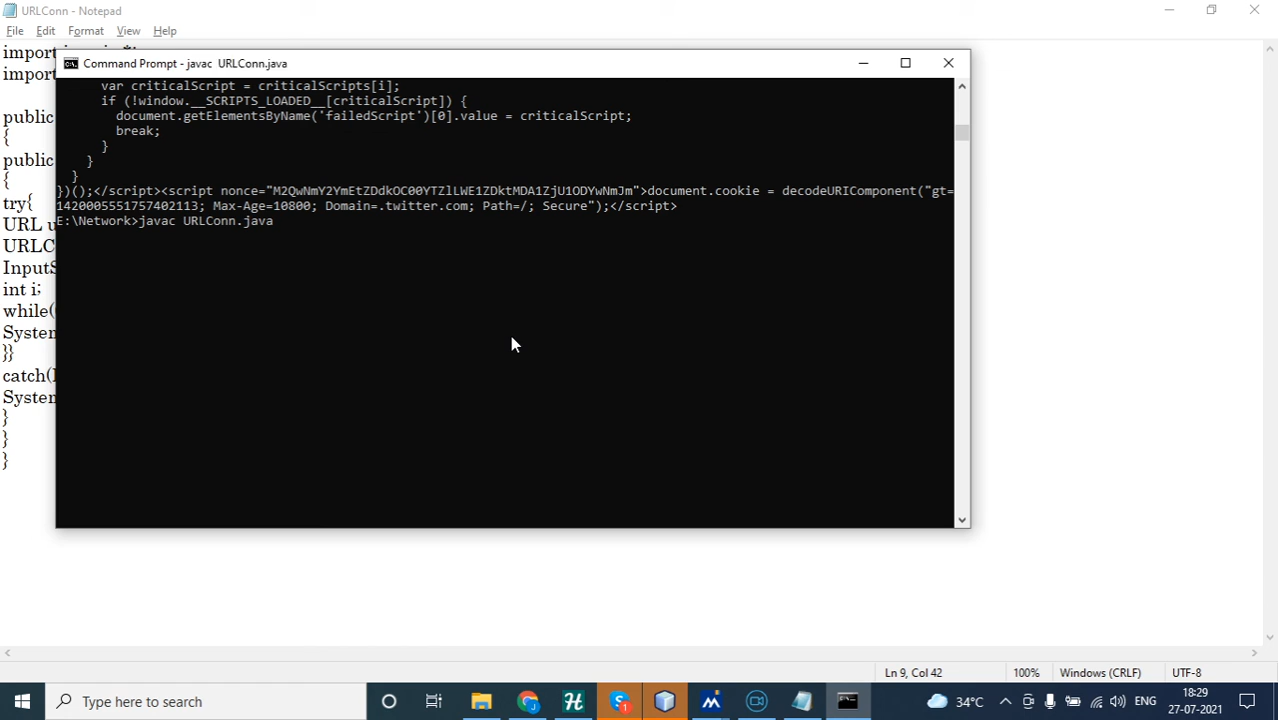 URLConn - Notepad
File Edit Format View Help
import
import
public
{
public
{
try{
URL
int i;
while(
}}
catch(
}
}
}
Command Prompt - javac URLConn.java
var criticalScript = criticalScripts[i];
if (!window.__SCRIPTS_LOADED__[criticalScript]) {
document.getElementsByName('failedScript')[0].value = criticalScript;
break;
}
}
}
})();</script><script nonce="M2QwNmY2YmEtZDdkOC00YTZlLWE1ZDktMDA1ZjU1ODYwNmJm">document.cookie = decodeURIComponent("gt=
1420005551757402113; Max-Age=10800; Domain=.twitter.com; Path=/; Secure");</script>
E:\Network>javac URLConn.java
Ln 9, Col 42 100% Windows (CRLF) UTF-8
Type here to search
34°C ENG
18:29
27-07-2021